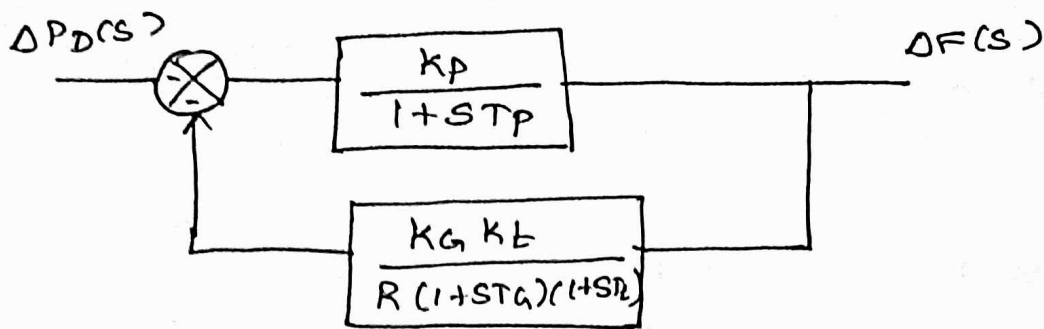 ΔPD(S) ΔF(S)
KP
1+STP
KG Kt
R(1+STG)(1+STt)